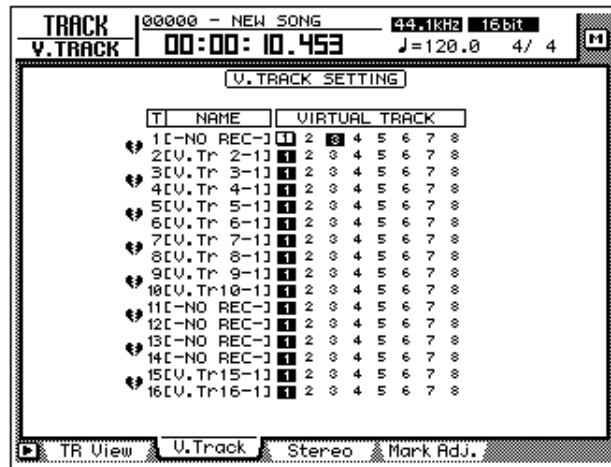 TRACK
V.TRACK
00000 - NEW SONG
00:00: 10.453
44.1kHz 16bit
♩=120.0 4/ 4
M
V.TRACK SETTING
T NAME VIRTUAL TRACK
1[-NO REC-] 1 2 3 4 5 6 7 8
2[V.Tr 2-1] 1 2 3 4 5 6 7 8
3[V.Tr 3-1] 1 2 3 4 5 6 7 8
4[V.Tr 4-1] 1 2 3 4 5 6 7 8
5[V.Tr 5-1] 1 2 3 4 5 6 7 8
6[V.Tr 6-1] 1 2 3 4 5 6 7 8
7[V.Tr 7-1] 1 2 3 4 5 6 7 8
8[V.Tr 8-1] 1 2 3 4 5 6 7 8
9[V.Tr 9-1] 1 2 3 4 5 6 7 8
10[V.Tr10-1] 1 2 3 4 5 6 7 8
11[-NO REC-] 1 2 3 4 5 6 7 8
12[-NO REC-] 1 2 3 4 5 6 7 8
13[-NO REC-] 1 2 3 4 5 6 7 8
14[-NO REC-] 1 2 3 4 5 6 7 8
15[V.Tr15-1] 1 2 3 4 5 6 7 8
16[V.Tr16-1] 1 2 3 4 5 6 7 8
TR View V.Track Stereo Mark Adj.